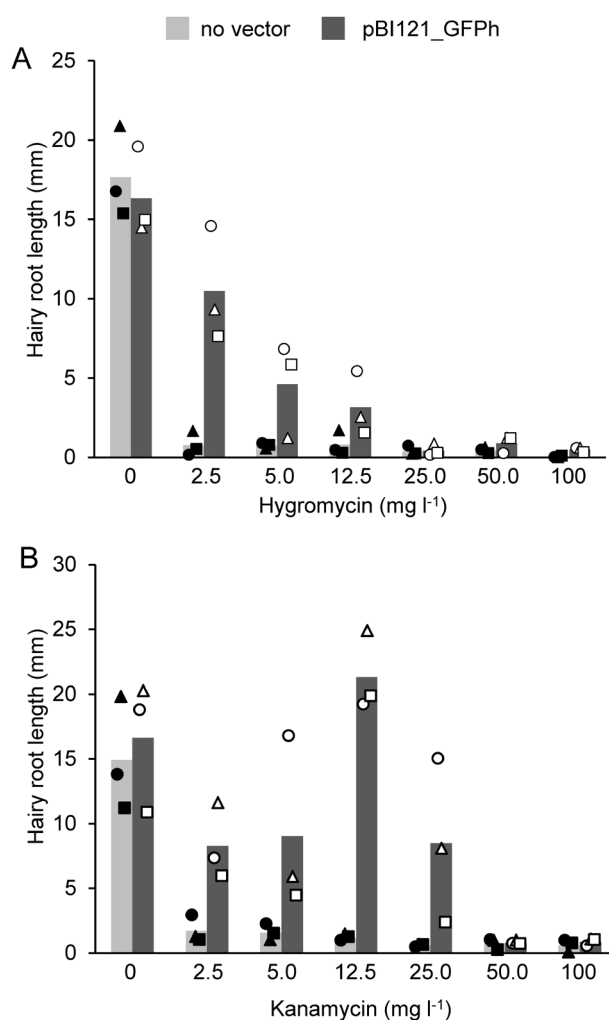 no vector pBI121_GFPh
A
25
20
15
10
5
0
Hairy root length (mm)
0 2.5 5.0 12.5 25.0 50.0 100
Hygromycin (mg l-1)
B
30
25
20
15
10
5
0
Hairy root length (mm)
0 2.5 5.0 12.5 25.0 50.0 100
Kanamycin (mg l-1)